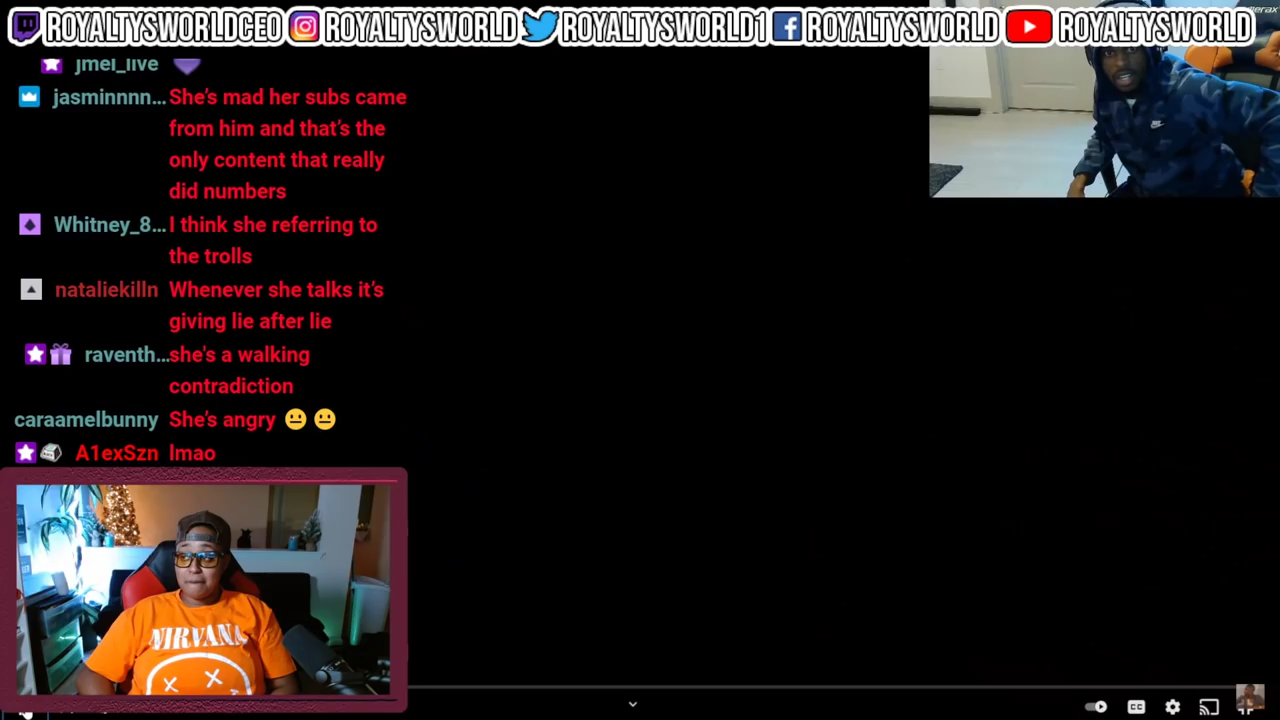 ROYALTYSWORLDCEO ROYALTYSWORLD ROYALTYSWORLD1 ROYALTYSWORLD ROYALTYSWORLD
jmei_live
jasminnnn... She's mad her subs came
from him and that's the
only content that really
did numbers
Whitney_8... I think she referring to
the trolls
nataliekilln Whenever she talks it's
giving lie after lie
raventh... she's a walking
contradiction
caraamelbunny She's angry 😐 😐
A1exSzn lmao
NIRVANA
CC